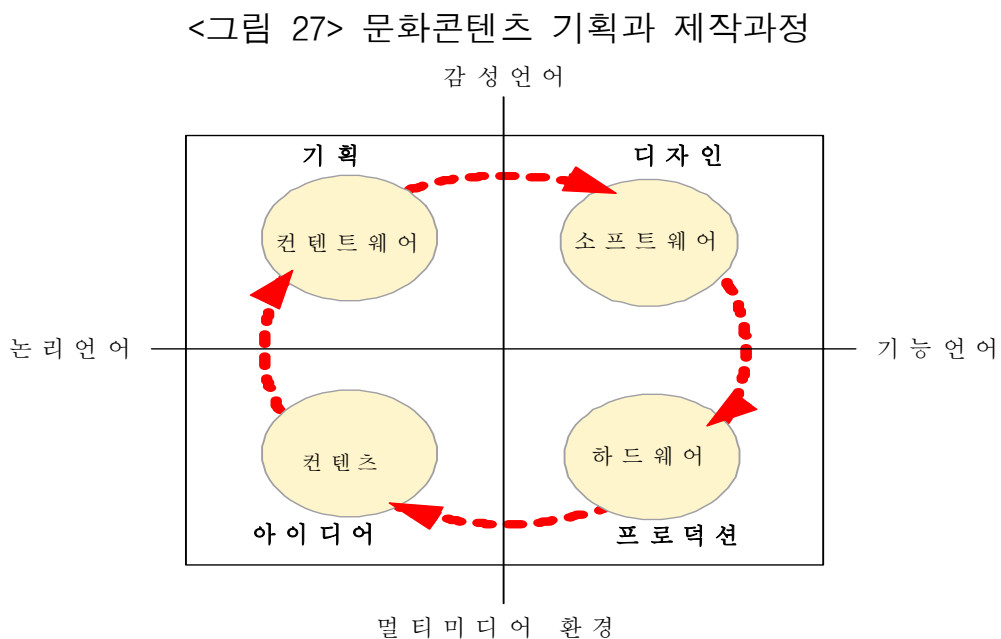 <그림 27> 문화콘텐츠 기획과 제작과정
감성언어
기획 디자인
컨텐트웨어 소프트웨어
논리언어 기능언어
컨텐츠 하드웨어
아이디어 프로덕션
멀티미디어 환경